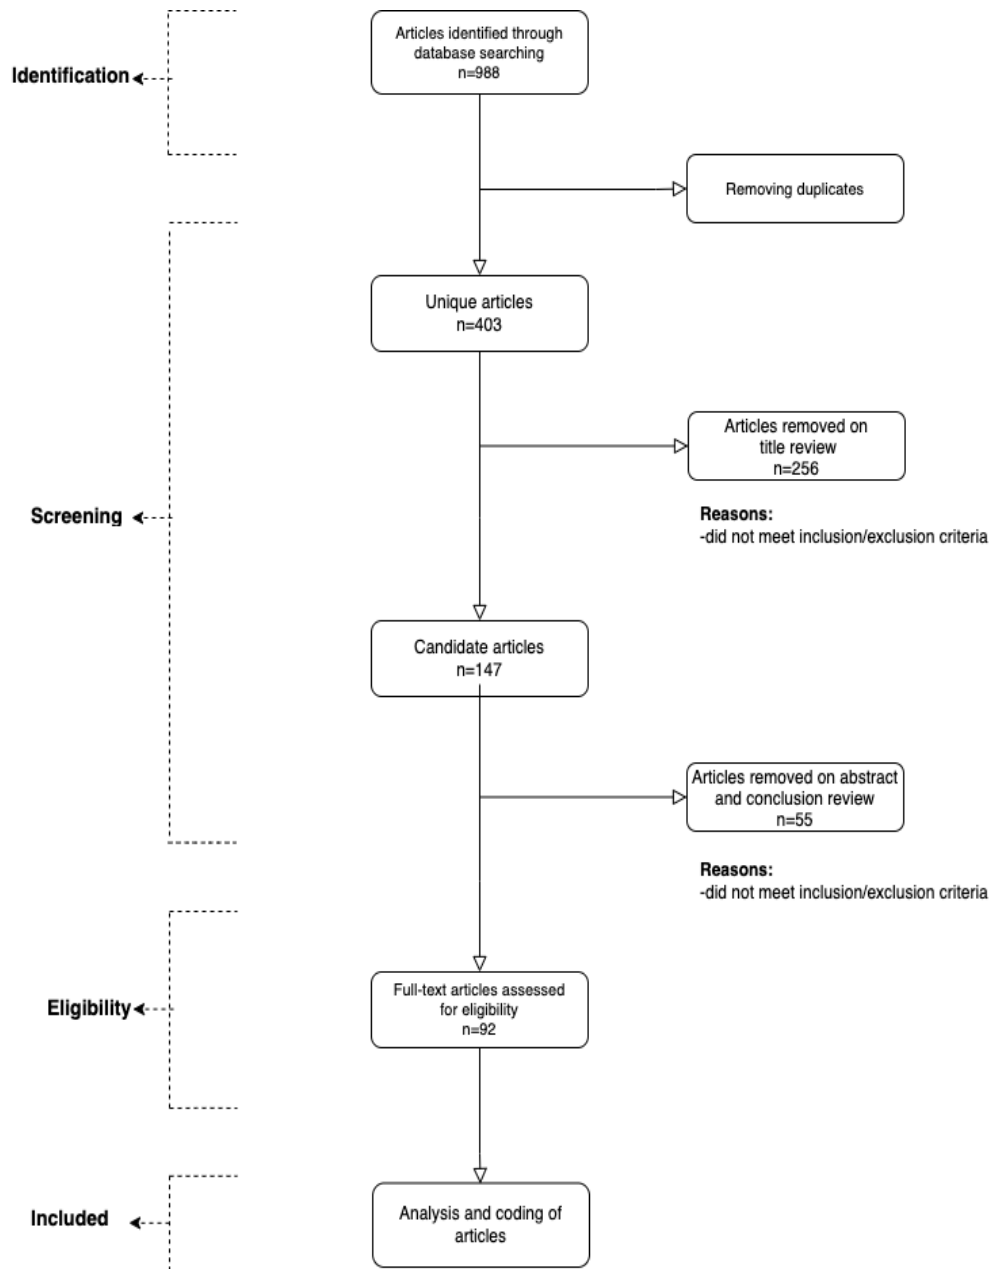 Articles identified through
database searching
n=988
Identification
Removing duplicates
Unique articles
n=403
Articles removed on
title review
n=256
Reasons:
-did not meet inclusion/exclusion criteria
Screening
Candidate articles
n=147
Articles removed on abstract
and conclusion review
n=55
Reasons:
-did not meet inclusion/exclusion criteria
Full-text articles assessed
for eligibility
n=92
Eligibility
Analysis and coding of
articles
Included